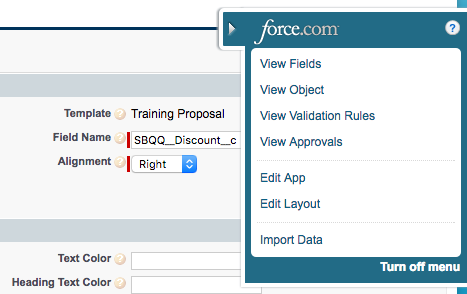 force.com
?
View Fields
View Object
View Validation Rules
View Approvals
Edit App
Edit Layout
Import Data
Turn off menu
Template ? Training Proposal
Field Name ? SBQQ__Discount__c
Alignment ? Right
Text Color ?
Heading Text Color ?